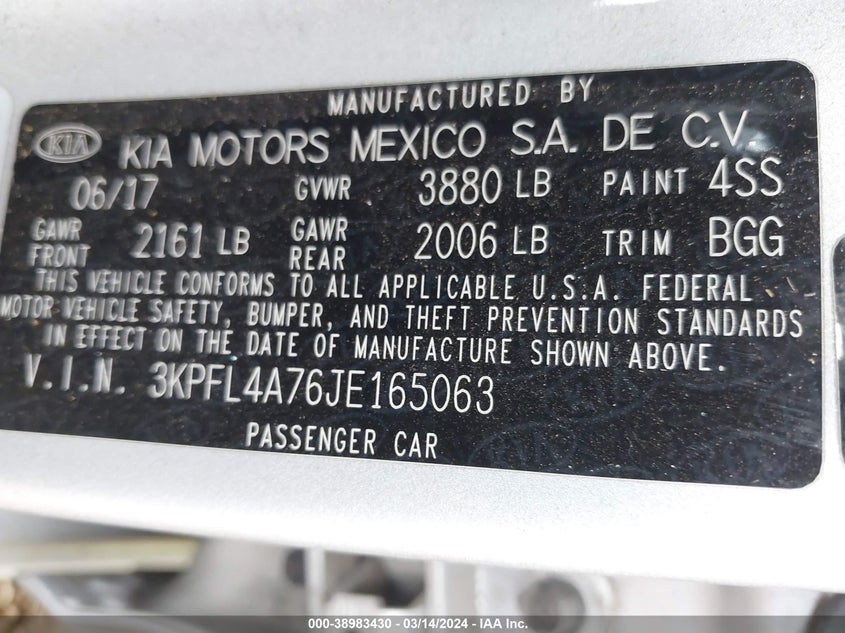 MANUFACTURED BY
KIA KIA MOTORS MEXICO S.A. DE C.V.
06/17 GVWR 3880 LB PAINT 4SS
GAWR FRONT 2161 LB GAWR REAR 2006 LB TRIM BGG
THIS VEHICLE CONFORMS TO ALL APPLICABLE U.S.A. FEDERAL
MOTOR VEHICLE SAFETY, BUMPER, AND THEFT PREVENTION STANDARDS
IN EFFECT ON THE DATE OF MANUFACTURE SHOWN ABOVE.
V.I.N. 3KPFL4A76JE165063
PASSENGER CAR
000-38983430 - 03/14/2024 - IAA Inc.